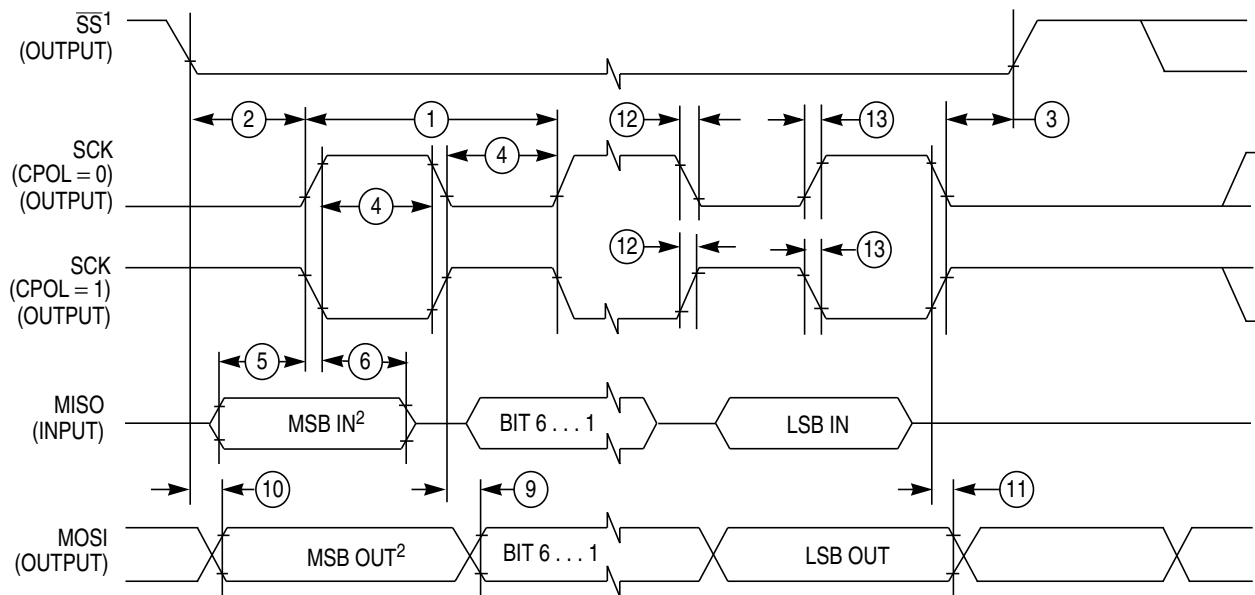 SS¹
(OUTPUT)
2
1
12
13
3
SCK
(CPOL = 0)
(OUTPUT)
4
4
SCK
(CPOL = 1)
(OUTPUT)
12
13
5
6
MISO
(INPUT)
MSB IN²
BIT 6 . . . 1
LSB IN
10
9
11
MOSI
(OUTPUT)
MSB OUT²
BIT 6 . . . 1
LSB OUT